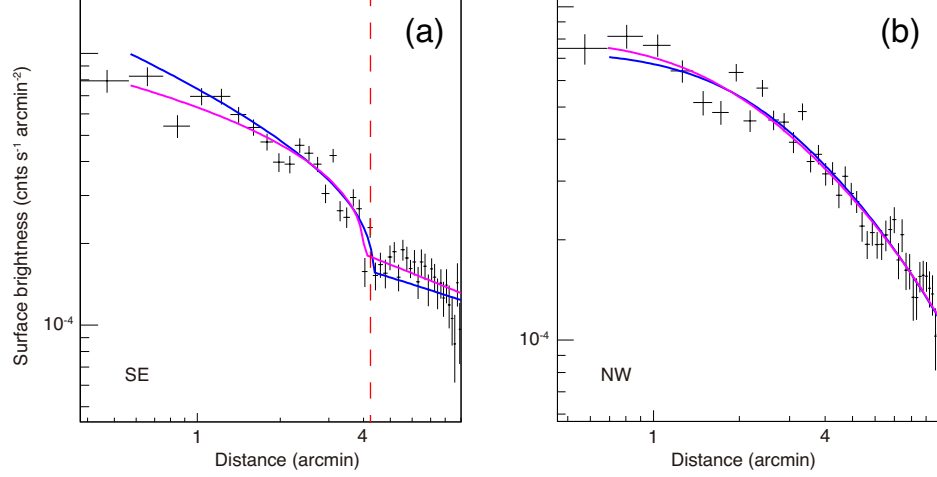 (a)
(b)
Surface brightness (cnts s⁻¹ arcmin⁻²)
10⁻⁴
10⁻⁴
SE
NW
1
4
1
4
Distance (arcmin)
Distance (arcmin)